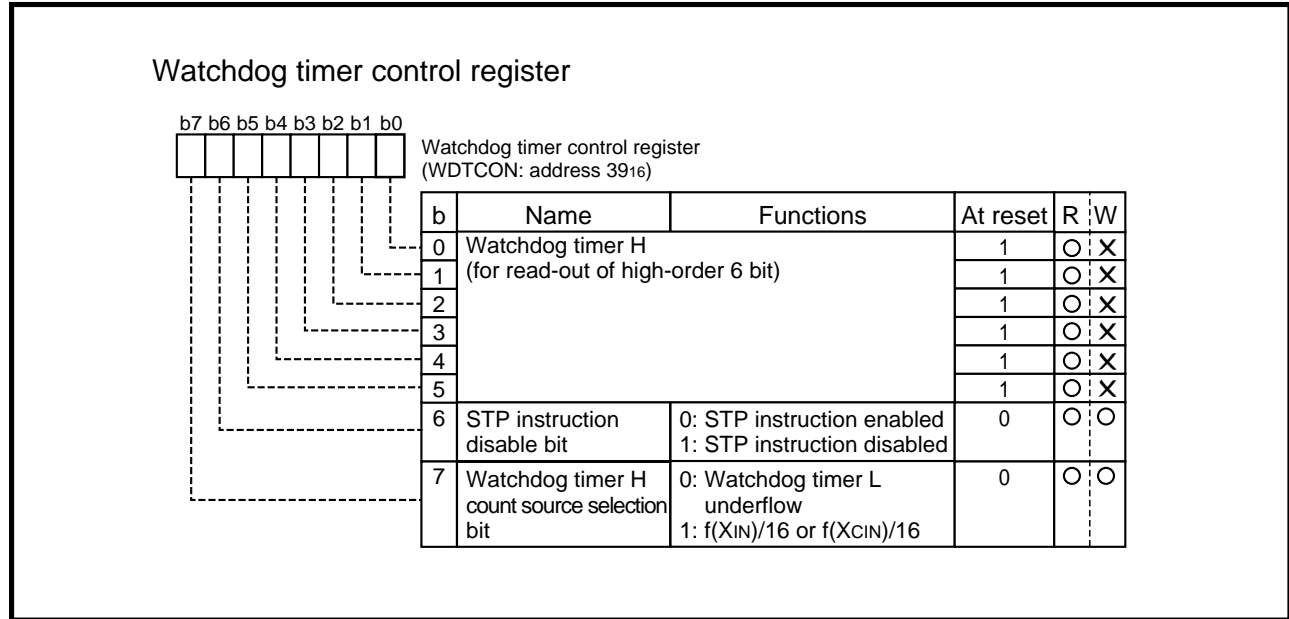 Watchdog timer control register
b7 b6 b5 b4 b3 b2 b1 b0
Watchdog timer control register
(WDTCON: address 3916)
b Name Functions At reset R W
0 Watchdog timer H 1 O X
1 (for read-out of high-order 6 bit) 1 O X
2 1 O X
3 1 O X
4 1 O X
5 1 O X
6 STP instruction 0: STP instruction enabled 0 O O
disable bit 1: STP instruction disabled
7 Watchdog timer H 0: Watchdog timer L 0 O O
count source selection underflow
bit 1: f(XIN)/16 or f(XCIN)/16